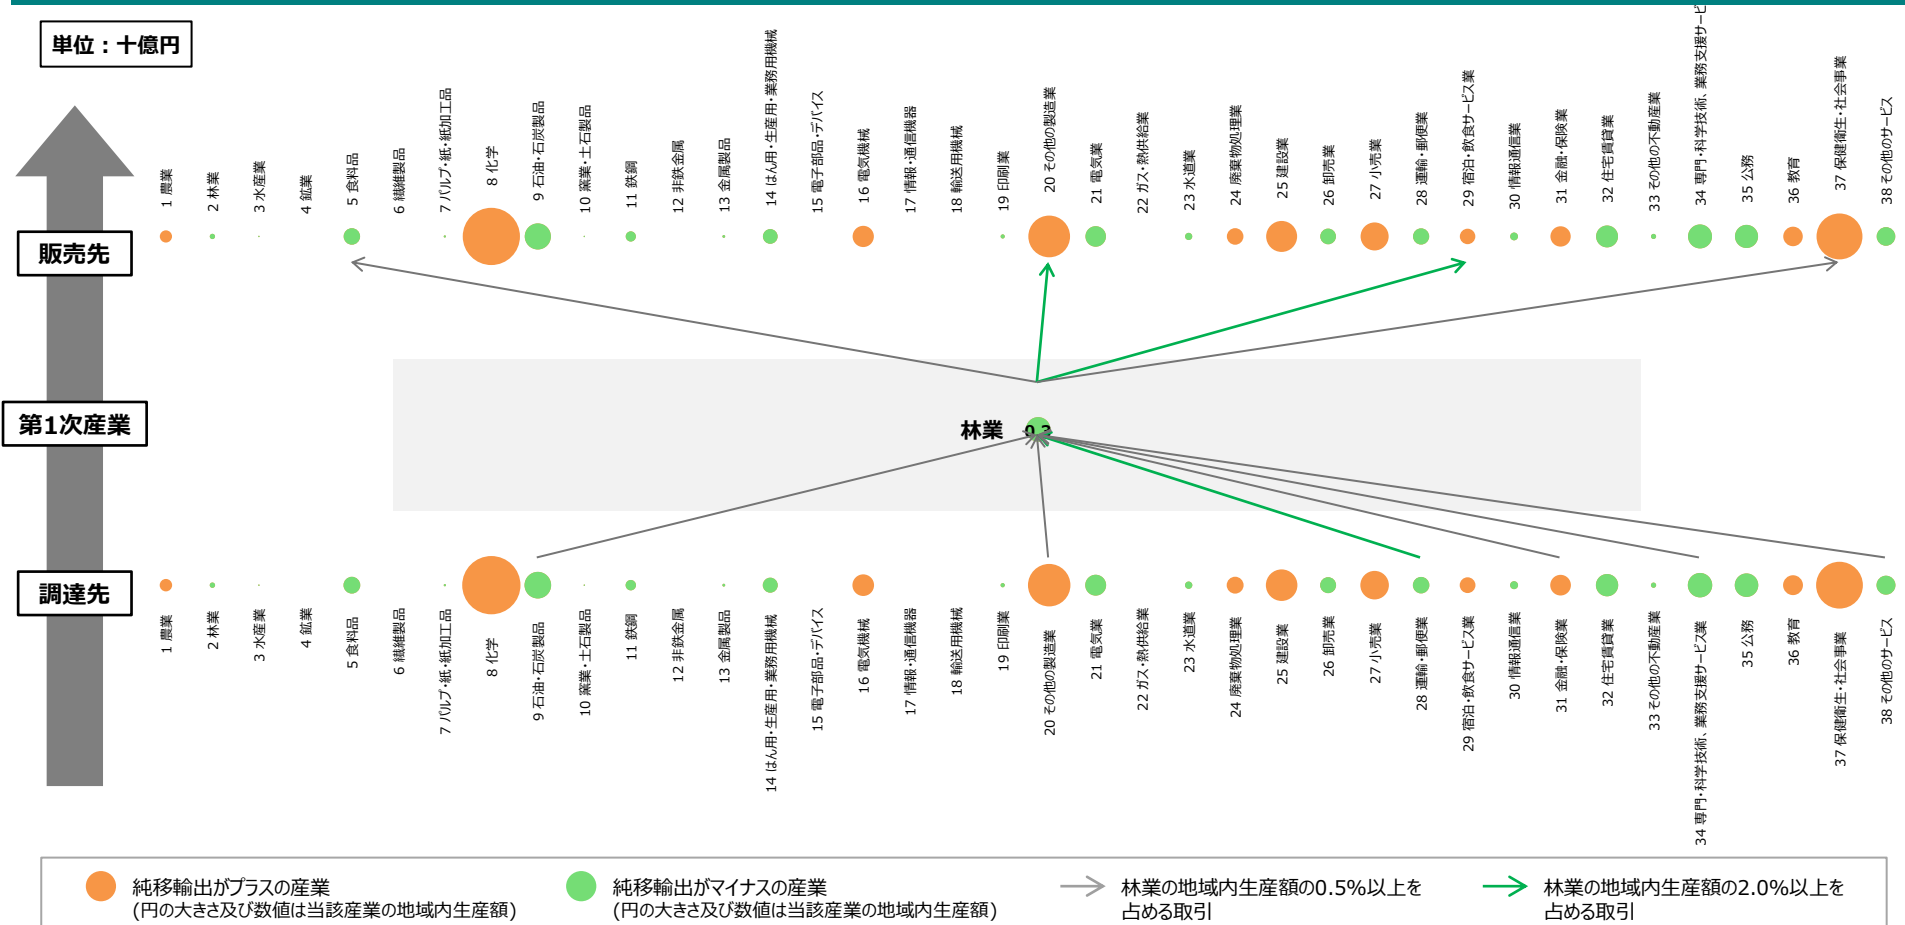 単位：十億円
1 農業
2 林業
3 水産業
4 鉱業
5 食料品
6 繊維製品
7 パルプ・紙・紙加工品
8 化学
9 石油・石炭製品
10 窯業・土石製品
11 鉄鋼
12 非鉄金属
13 金属製品
14 はん用・生産用・業務用機械
15 電子部品・デバイス
16 電気機械
17 情報・通信機器
18 輸送用機械
19 印刷業
20 その他の製造業
21 電気業
22 ガス・熱供給業
23 水道業
24 廃棄物処理業
25 建設業
26 卸売業
27 小売業
28 運輸・郵便業
29 宿泊・飲食サービス業
30 情報通信業
31 金融・保険業
32 住宅賃貸業
33 その他の不動産業
34 専門・科学技術、業務支援サービ
35 公務
36 教育
37 保健衛生・社会事業
38 その他のサービス
販売先
第1次産業
林業 0.3
調達先
1 農業
2 林業
3 水産業
4 鉱業
5 食料品
6 繊維製品
7 パルプ・紙・紙加工品
8 化学
9 石油・石炭製品
10 窯業・土石製品
11 鉄鋼
12 非鉄金属
13 金属製品
14 はん用・生産用・業務用機械
15 電子部品・デバイス
16 電気機械
17 情報・通信機器
18 輸送用機械
19 印刷業
20 その他の製造業
21 電気業
22 ガス・熱供給業
23 水道業
24 廃棄物処理業
25 建設業
26 卸売業
27 小売業
28 運輸・郵便業
29 宿泊・飲食サービス業
30 情報通信業
31 金融・保険業
32 住宅賃貸業
33 その他の不動産業
34 専門・科学技術、業務支援サービス業
35 公務
36 教育
37 保健衛生・社会事業
38 その他のサービス
純移輸出がプラスの産業
(円の大きさ及び数値は当該産業の地域内生産額)
純移輸出がマイナスの産業
(円の大きさ及び数値は当該産業の地域内生産額)
林業の地域内生産額の0.5%以上を
占める取引
林業の地域内生産額の2.0%以上を
占める取引